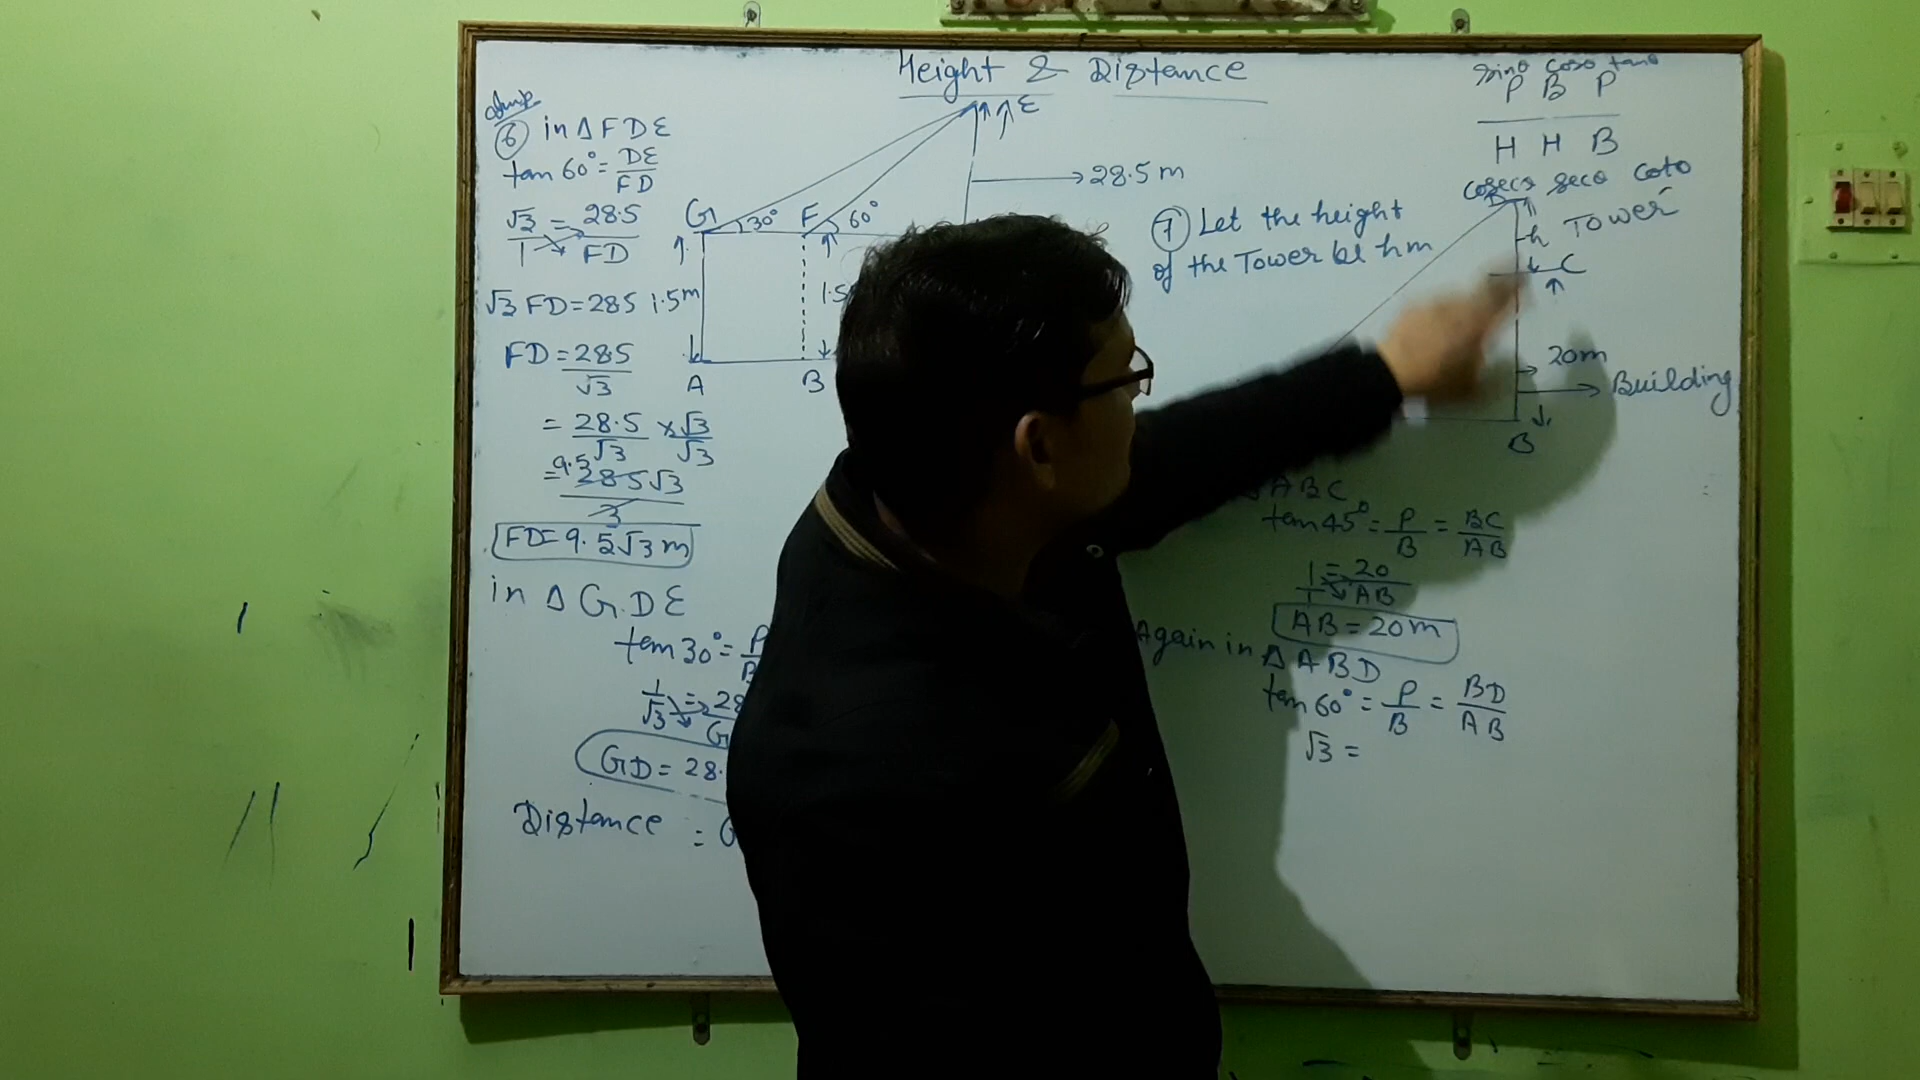 Height & Distance
6 in Δ F D E
tan 60° = DE/FD
√3/1 = 28.5/FD
√3 FD = 28.5
FD = 28.5/√3
= 28.5/√3 × √3/√3
= 9.5 28.5√3/3
FD = 9.5√3 m
in Δ G D E
tan 30° = P
1/√3 = 28
GD = 28.
Distance =
E
28.5 m
G 30° F 60°
1.5 m
1.5
A B
7 Let the height
of the Tower be h m
sinθ cosθ tanθ
P B P
H H B
secθ cotθ
h Tower
C
20m
Building
B
A B C
tan 45° = P/B = BC/AB
1/1 = 20/AB
AB = 20 m
Again in Δ A B D
tan 60° = P/B = BD/AB
√3 =